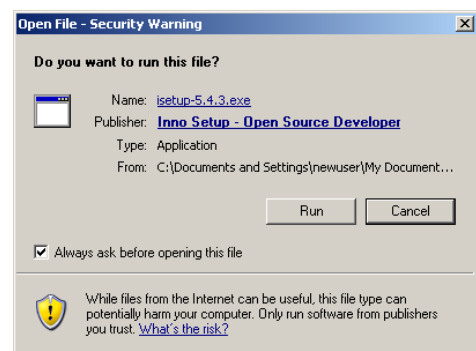 Open File - Security Warning
Do you want to run this file?
Name: isetup-5.4.3.exe
Publisher: Inno Setup - Open Source Developer
Type: Application
From: C:\Documents and Settings\newuser\My Document...
Run Cancel
Always ask before opening this file
While files from the Internet can be useful, this file type can
potentially harm your computer. Only run software from publishers
you trust. What's the risk?